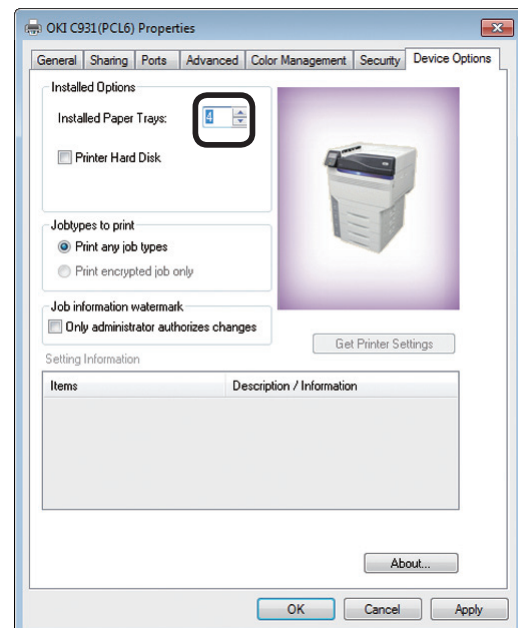 OKI C931(PCL6) Properties
General Sharing Ports Advanced Color Management Security Device Options
Installed Options
Installed Paper Trays: 4
Printer Hard Disk
Jobtypes to print
Print any job types
Print encrypted job only
Job information watermark
Only administrator authorizes changes
Get Printer Settings
Setting Information
Items Description / Information
About...
OK Cancel Apply